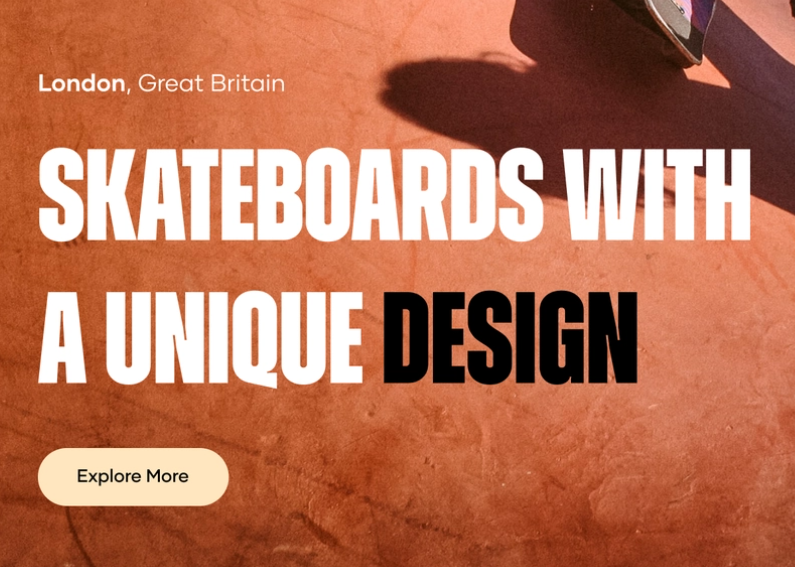 London, Great Britain
SKATEBOARDS WITH
A UNIQUE DESIGN
Explore More